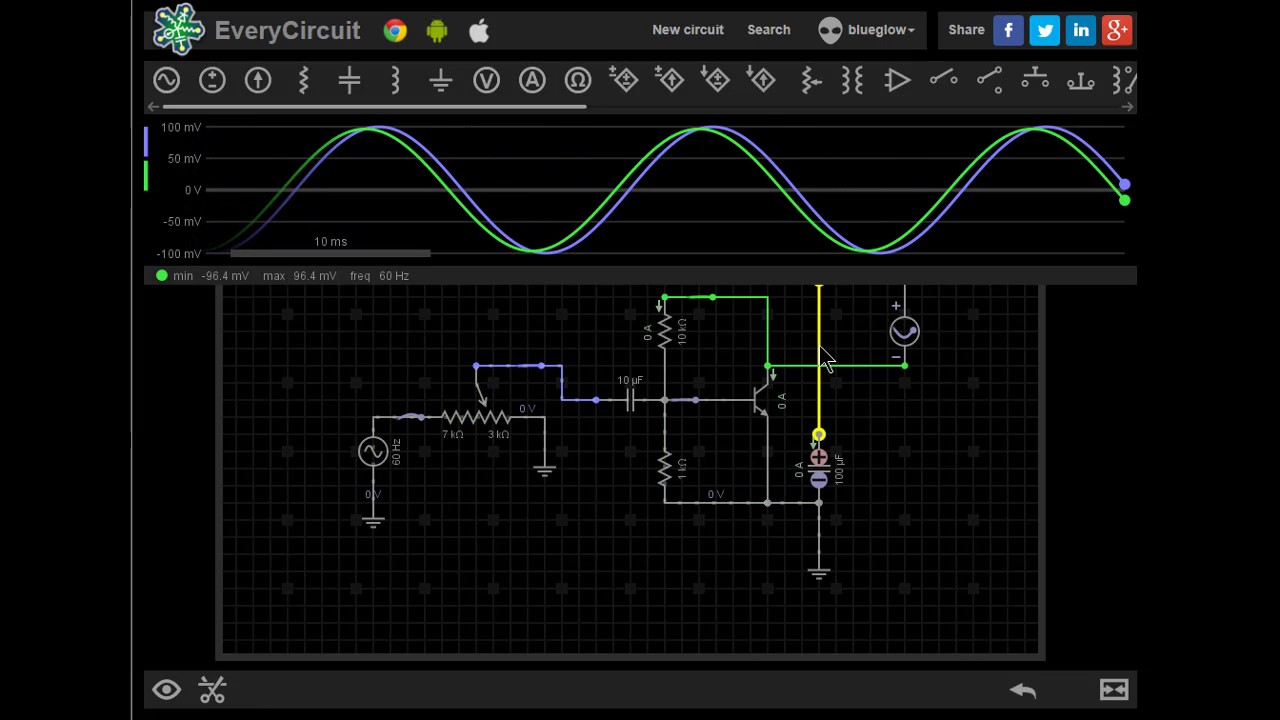 EveryCircuit
New circuit
Search
blueglow
Share
f
in
g+
V
A
Ω
100 mV
50 mV
0 V
-50 mV
-100 mV
10 ms
min -96.4 mV max 96.4 mV freq 60 Hz
0 A
10 kΩ
10 µF
0 V
7 kΩ
3 kΩ
60 Hz
0 V
0 A
1 kΩ
0 V
0 A
100 µF